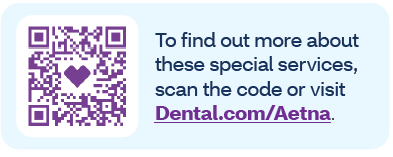 To find out more about
these special services,
scan the code or visit
Dental.com/Aetna.